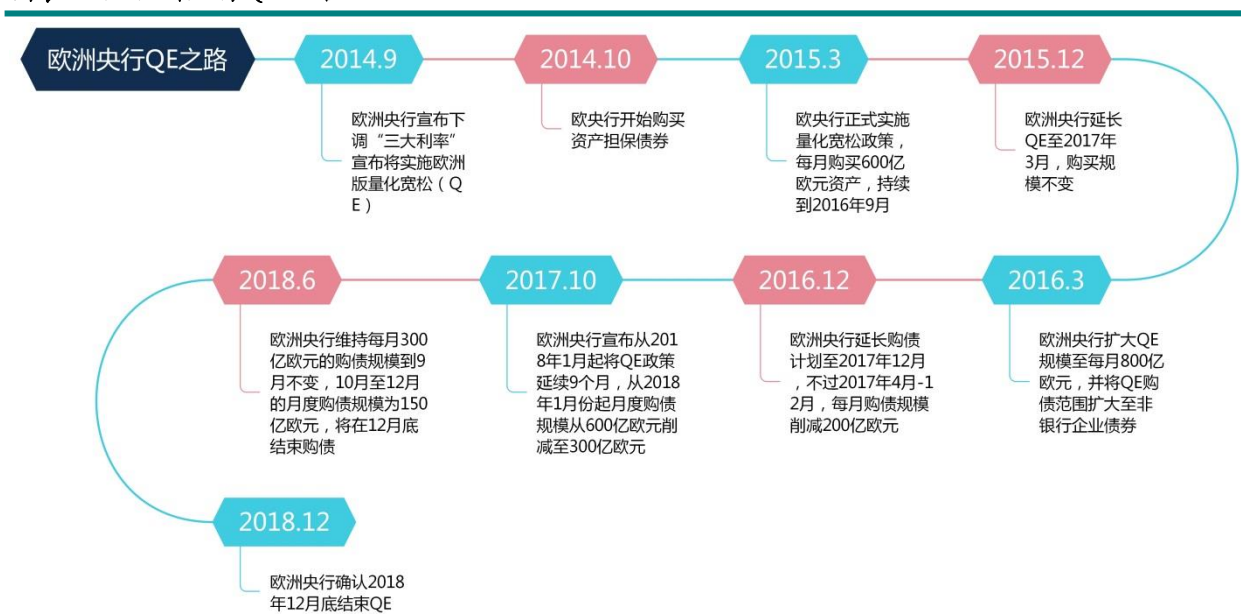 欧洲央行QE之路
2014.9
欧洲央行宣布下
调“三大利率”
宣布将实施欧洲
版量化宽松（Q
E）
2014.10
欧央行开始购买
资产担保债券
2015.3
欧央行正式实施
量化宽松政策，
每月购买600亿
欧元资产，持续
到2016年9月
2015.12
欧洲央行延长
QE至2017年
3月，购买规
模不变
2016.3
欧洲央行扩大QE
规模至每月800亿
欧元，并将QE购
债范围扩大至非
银行企业债券
2016.12
欧洲央行延长购债
计划至2017年12月
，不过2017年4月-1
2月，每月购债规模
削减200亿欧元
2017.10
欧洲央行宣布从201
8年1月起将QE政策
延续9个月，从2018
年1月份起月度购债
规模从600亿欧元削
减至300亿欧元
2018.6
欧洲央行维持每月300
亿欧元的购债规模到9
月不变，10月至12月
的月度购债规模为150
亿欧元，将在12月底
结束购债
2018.12
欧洲央行确认2018
年12月底结束QE